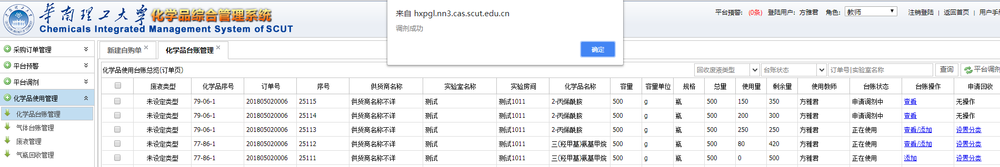 华南理工大学 化学品综合管理系统
Chemicals Integrated Management System of SCUT
来自 hxpgl.nn3.cas.scut.edu.cn
调剂成功
确定
平台预警: (0条) 登陆用户: 方雅君 角色: 教师 注销登陆 | 返回首页 | 用户手册
采购订单管理
平台预警
平台调剂
化学品使用管理
化学品台账管理
气体台账管理
废液管理
气瓶回收管理
新建自购单 化学品台账管理
化学品使用台账总览(订单页) 回收废液类型 台账状态 订单号|实验室名称 查询 平台调剂
废液类型 化学品序号 订单号 序号 供货商名称 实验室名称 实验房间 化学品名称 容量 容量单位 规格 总量 使用量 剩余量 使用教师 台账状态 台账操作 申请回收
未设定类型 79-06-1 201805020006 25115 供货商名称不详 测试 测试1011 2-丙烯酰胺 500 g 瓶 500 150 350 方雅君 申请调剂中 查看 无操作
未设定类型 79-06-1 201805020006 25114 供货商名称不详 测试 测试1011 2-丙烯酰胺 500 g 瓶 500 200 300 方雅君 申请调剂中 查看 无操作
未设定类型 79-06-1 201805020006 25113 供货商名称不详 测试 测试1011 2-丙烯酰胺 500 g 瓶 500 250 250 方雅君 正在使用 查看/添加 设置分类
未设定类型 77-86-1 201805020006 25112 供货商名称不详 测试 测试1011 三(羟甲基)氨基甲烷 500 g 瓶 500 80 420 方雅君 正在使用 查看/添加 设置分类
未设定类型 77-86-1 201805020006 25111 供货商名称不详 测试 测试1011 三(羟甲基)氨基甲烷 500 g 瓶 500 0 500 方雅君 正在使用 添加 设置分类